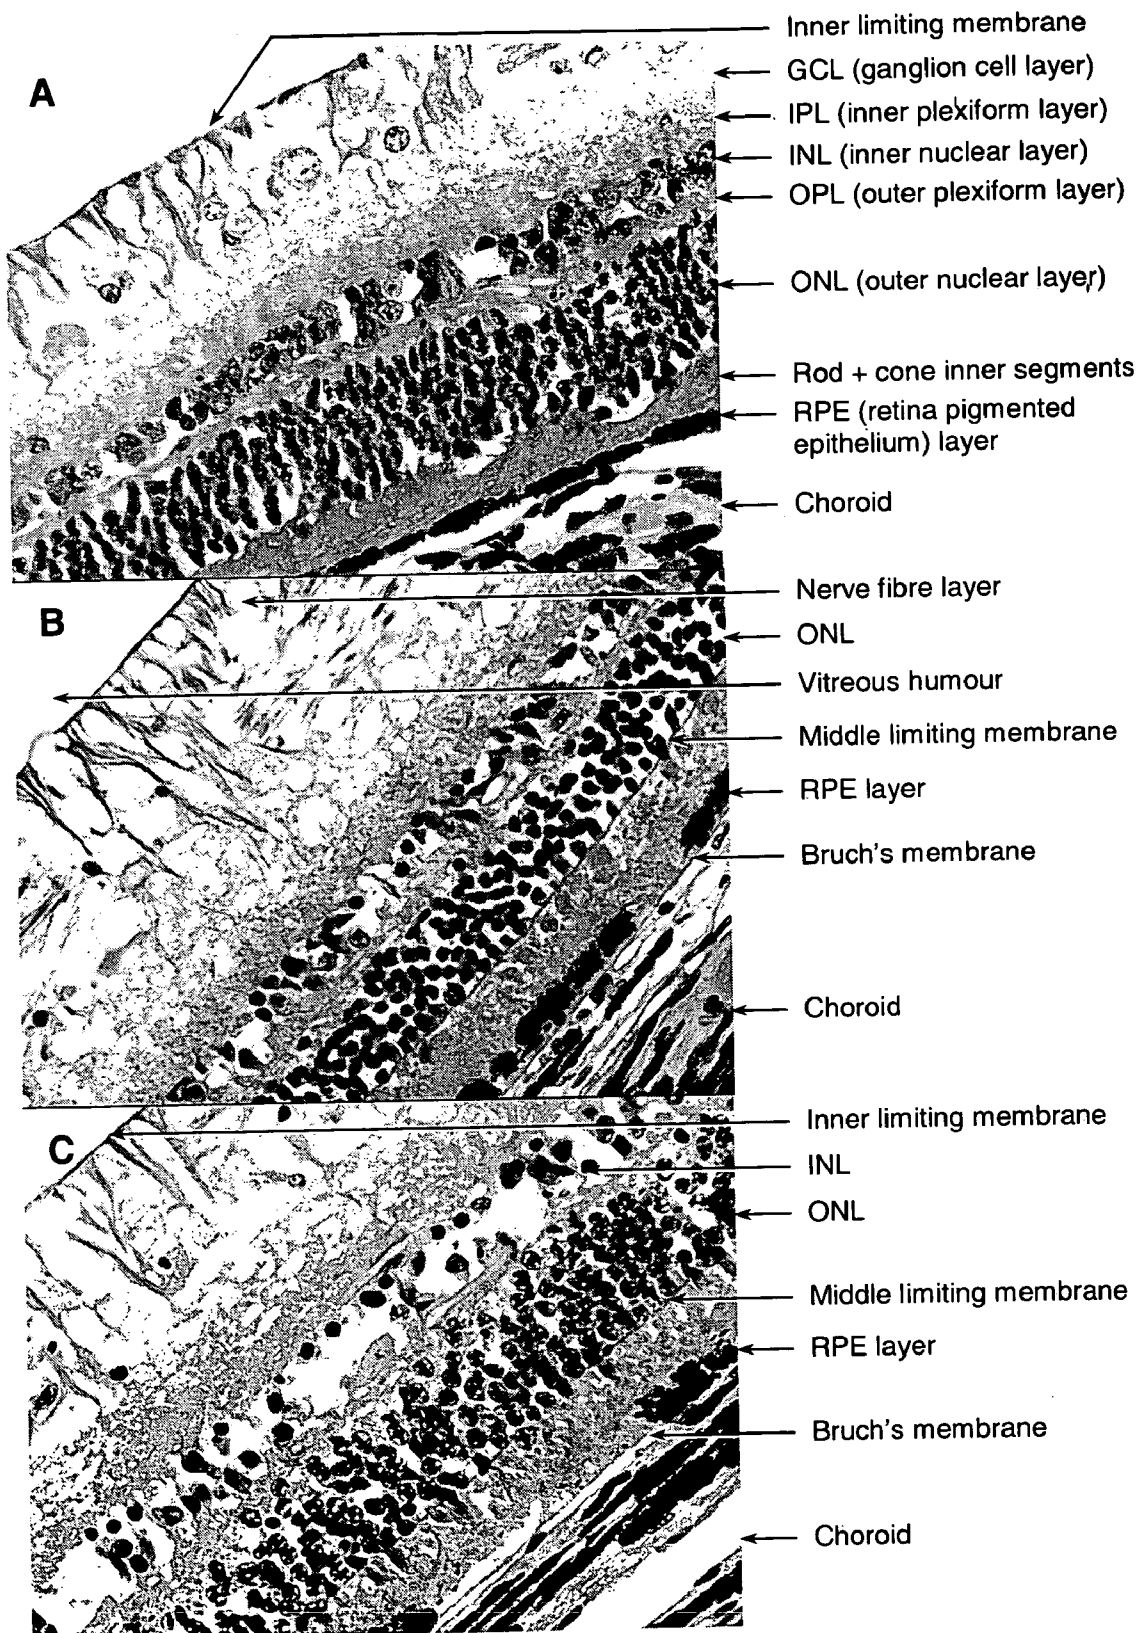 A
Inner limiting membrane
GCL (ganglion cell layer)
IPL (inner plexiform layer)
INL (inner nuclear layer)
OPL (outer plexiform layer)
ONL (outer nuclear layer)
Rod + cone inner segments
RPE (retina pigmented
epithelium) layer
Choroid
B
Nerve fibre layer
ONL
Vitreous humour
Middle limiting membrane
RPE layer
Bruch's membrane
Choroid
C
Inner limiting membrane
INL
ONL
Middle limiting membrane
RPE layer
Bruch's membrane
Choroid